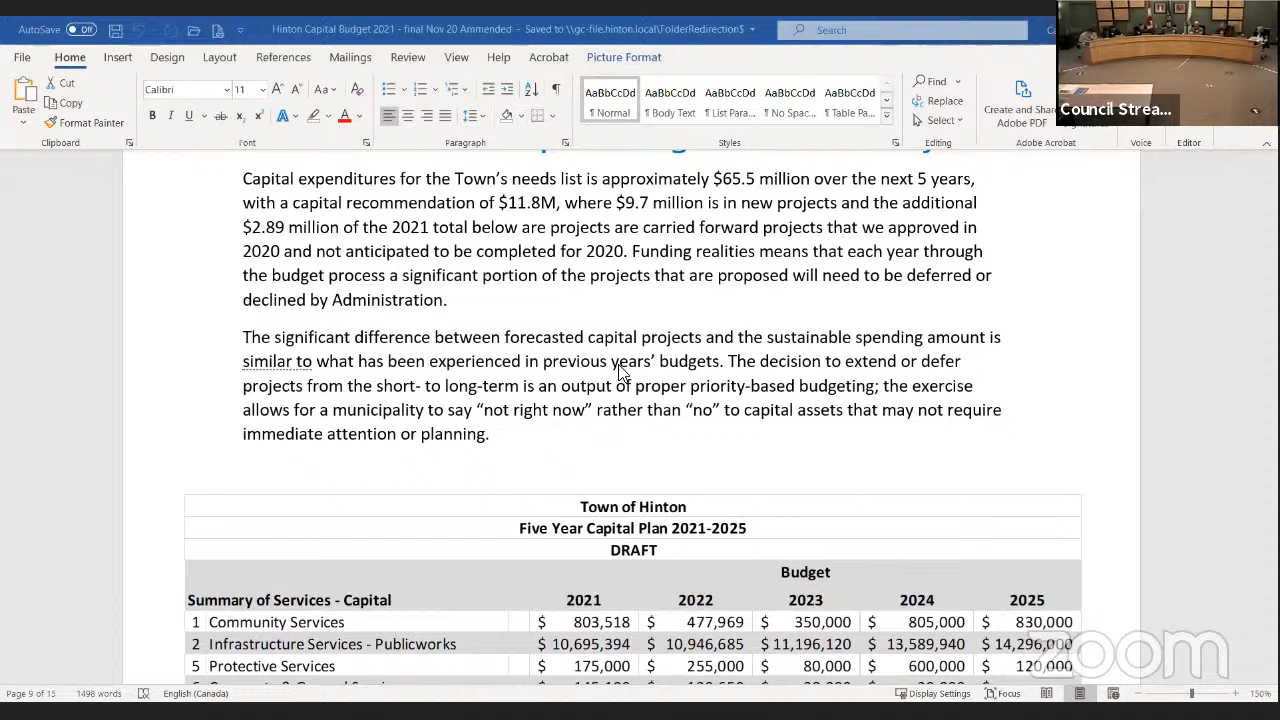 AutoSave Off
Hinton Capital Budget 2021 - final Nov 20 Ammended - Saved to \\gc-file.hinton.local\FolderRedirection$
Search
File Home Insert Design Layout References Mailings Review View Help Acrobat Picture Format
Paste
Cut
Copy
Format Painter
Clipboard
Calibri 11
Font
Paragraph
AaBbCcDd AaBbCcDd AaBbCcDd AaBbCcDd AaBbCcDd
¶ Normal ¶ Body Text ¶ List Para... ¶ No Spac... ¶ Table Pa...
Styles
Find
Replace
Select
Editing
Create and Share
Adobe PDF
Adobe Acrobat
Voice
Editor
Council Strea...
Capital expenditures for the Town’s needs list is approximately $65.5 million over the next 5 years,
with a capital recommendation of $11.8M, where $9.7 million is in new projects and the additional
$2.89 million of the 2021 total below are projects are carried forward projects that we approved in
2020 and not anticipated to be completed for 2020. Funding realities means that each year through
the budget process a significant portion of the projects that are proposed will need to be deferred or
declined by Administration.
The significant difference between forecasted capital projects and the sustainable spending amount is
similar to what has been experienced in previous years’ budgets. The decision to extend or defer
projects from the short- to long-term is an output of proper priority-based budgeting; the exercise
allows for a municipality to say “not right now” rather than “no” to capital assets that may not require
immediate attention or planning.
Town of Hinton
Five Year Capital Plan 2021-2025
DRAFT
Budget
Summary of Services - Capital 2021 2022 2023 2024 2025
1 Community Services $ 803,518 $ 477,969 $ 350,000 $ 805,000 $ 830,000
2 Infrastructure Services - Publicworks $ 10,695,394 $ 10,946,685 $ 11,196,120 $ 13,589,940 $ 14,296,000
5 Protective Services $ 175,000 $ 255,000 $ 80,000 $ 600,000 $ 120,000
zoom
Page 9 of 15 1498 words English (Canada) Display Settings Focus 150%